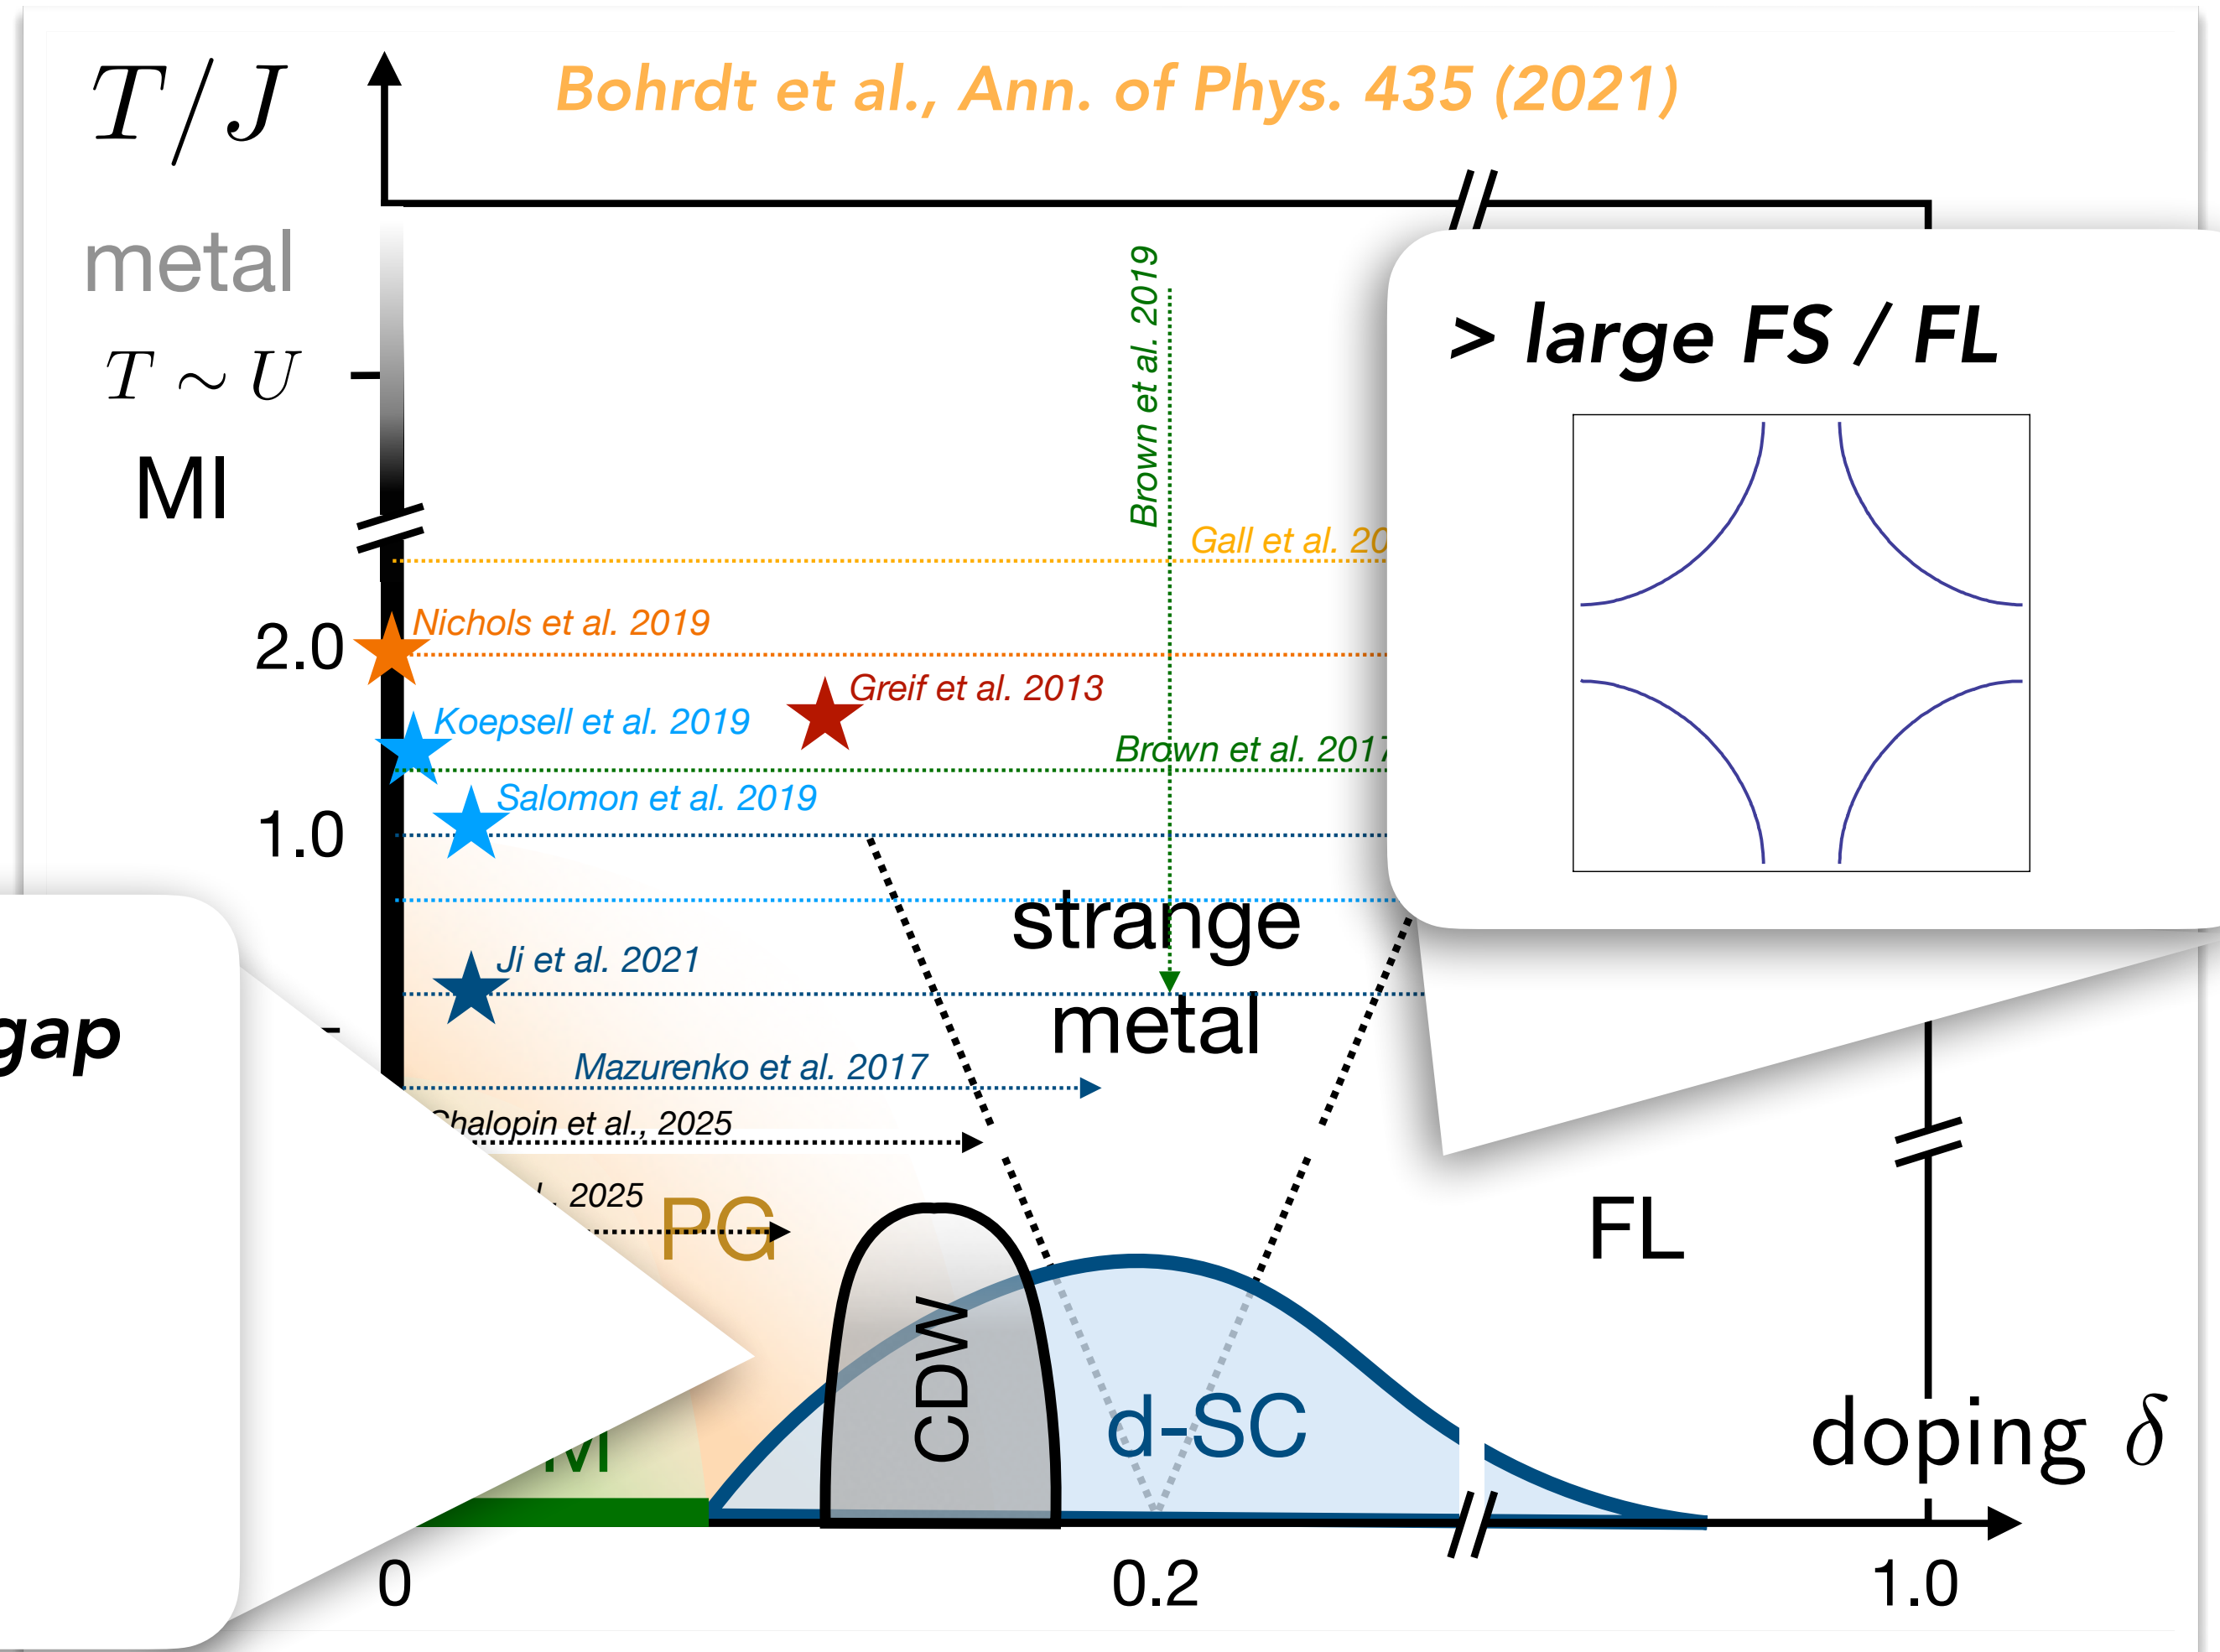 T/J
Bohrdt et al., Ann. of Phys. 435 (2021)
metal
T ∼ U
MI
Brown et al. 2019
> large FS / FL
Gall et al.
2.0
Nichols et al. 2019
Greif et al. 2013
Koepsell et al. 2019
Brown et al. 2017
Salomon et al. 2019
1.0
strange
metal
Ji et al. 2021
gap
Mazurenko et al. 2017
Chalopin et al., 2025
2025
PG
FL
CDW
d-SC
doping δ
0
0.2
1.0